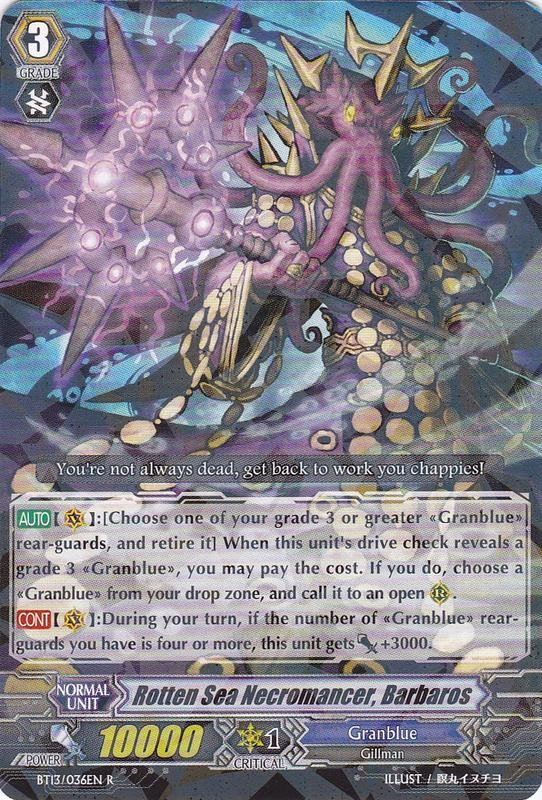 3
GRADE
You're not always dead, get back to work you chappies!
AUTO【V】:[Choose one of your grade 3 or greater «Granblue»
rear-guards, and retire it] When this unit's drive check reveals a
grade 3 «Granblue», you may pay the cost. If you do, choose a
«Granblue» from your drop zone, and call it to an open R.
CONT【V】:During your turn, if the number of «Granblue» rear-
guards you have is four or more, this unit gets +3000.
NORMAL
UNIT
Rotten Sea Necromancer, Barbaros
POWER
10000
1
CRITICAL
Granblue
Gillman
BT13/036EN R
ILLUST / 瞑丸イヌチヨ